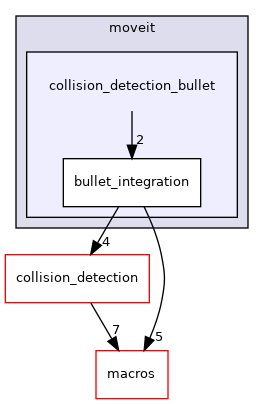 moveit
collision_detection_bullet
2
bullet_integration
4
collision_detection
7
5
macros